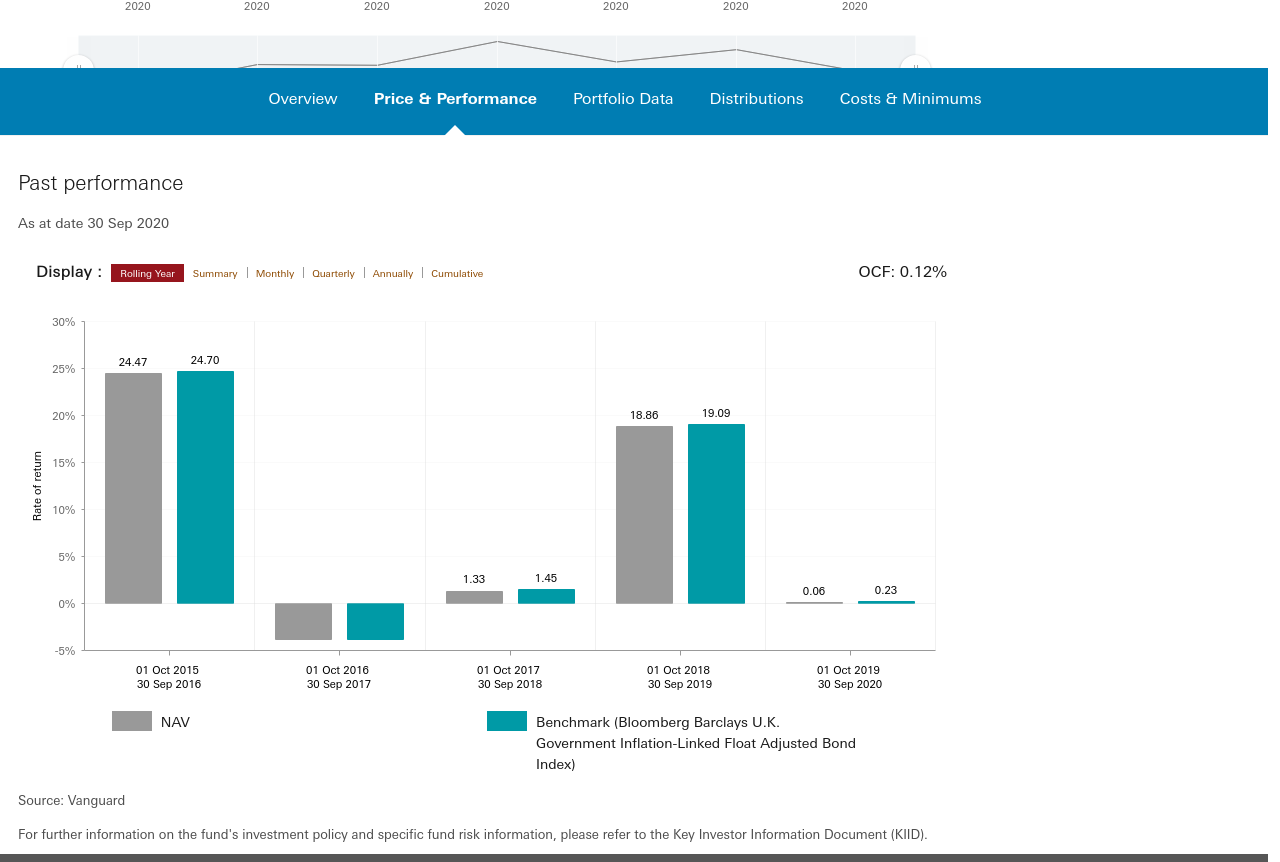 2020 2020 2020 2020 2020 2020 2020
Overview Price & Performance Portfolio Data Distributions Costs & Minimums
Past performance
As at date 30 Sep 2020
Display : Rolling Year Summary | Monthly | Quarterly | Annually | Cumulative OCF: 0.12%
30%
25%
20%
15%
10%
5%
0%
-5%
Rate of return
24.47 24.70
1.33 1.45
18.86 19.09
0.06 0.23
01 Oct 2015 01 Oct 2016 01 Oct 2017 01 Oct 2018 01 Oct 2019
30 Sep 2016 30 Sep 2017 30 Sep 2018 30 Sep 2019 30 Sep 2020
NAV
Benchmark (Bloomberg Barclays U.K.
Government Inflation-Linked Float Adjusted Bond
Index)
Source: Vanguard
For further information on the fund's investment policy and specific fund risk information, please refer to the Key Investor Information Document (KIID).